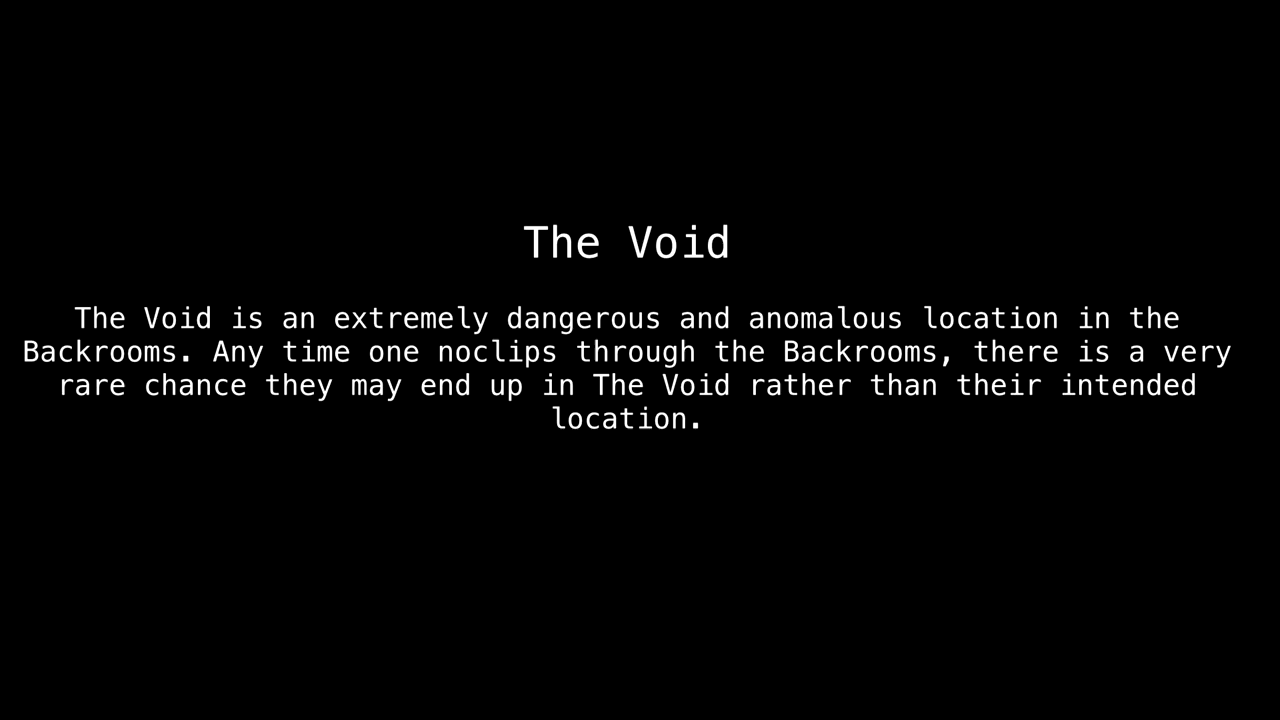 The Void
The Void is an extremely dangerous and anomalous location in the
Backrooms. Any time one noclips through the Backrooms, there is a very
rare chance they may end up in The Void rather than their intended
location.